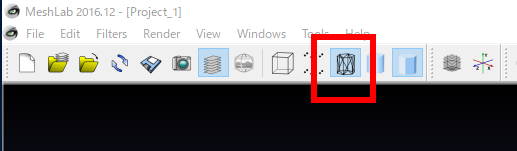 MeshLab 2016.12 - [Project_1]
File Edit Filters Render View Windows Tools Help